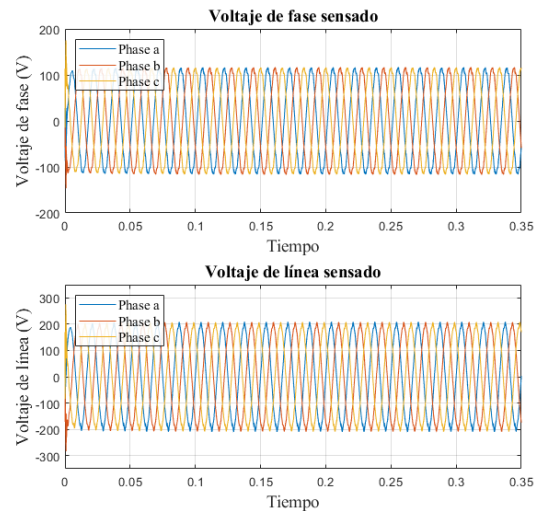 Voltaje de fase sensado
200
100
0
-100
-200
Voltaje de fase (V)
Phase a
Phase b
Phase c
0 0.05 0.1 0.15 0.2 0.25 0.3 0.35
Tiempo
Voltaje de línea sensado
300
200
100
0
-100
-200
-300
Voltaje de línea (V)
Phase a
Phase b
Phase c
0 0.05 0.1 0.15 0.2 0.25 0.3 0.35
Tiempo